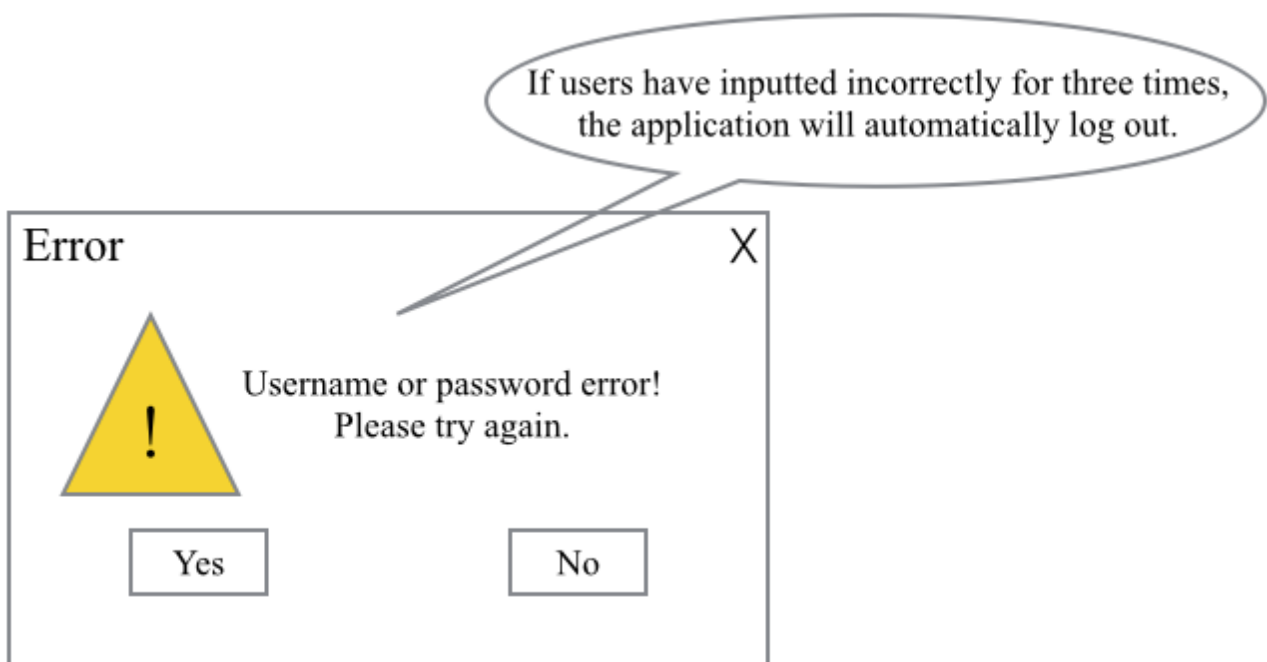 If users have inputted incorrectly for three times,
the application will automatically log out.
Error X
!
Username or password error!
Please try again.
Yes No